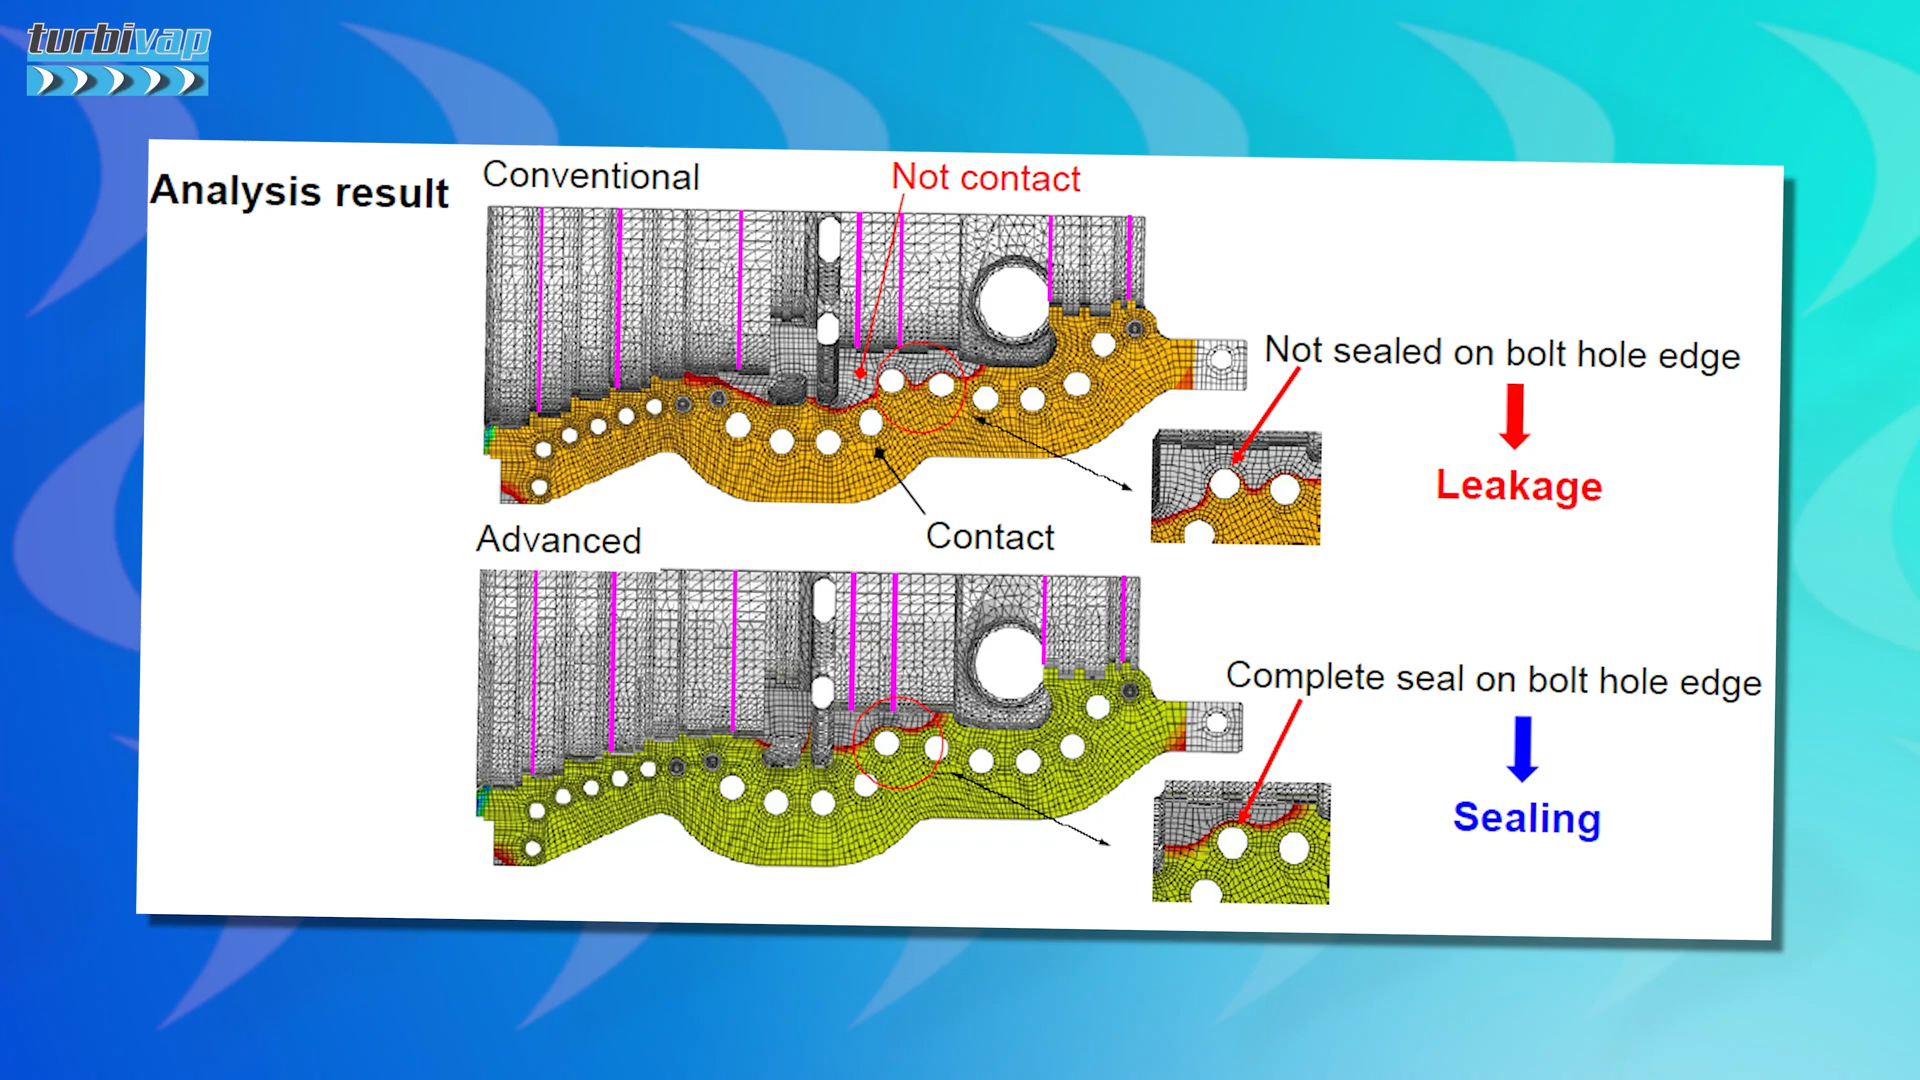 turbivap
Analysis result
Conventional
Not contact
Not sealed on bolt hole edge
Leakage
Contact
Advanced
Complete seal on bolt hole edge
Sealing